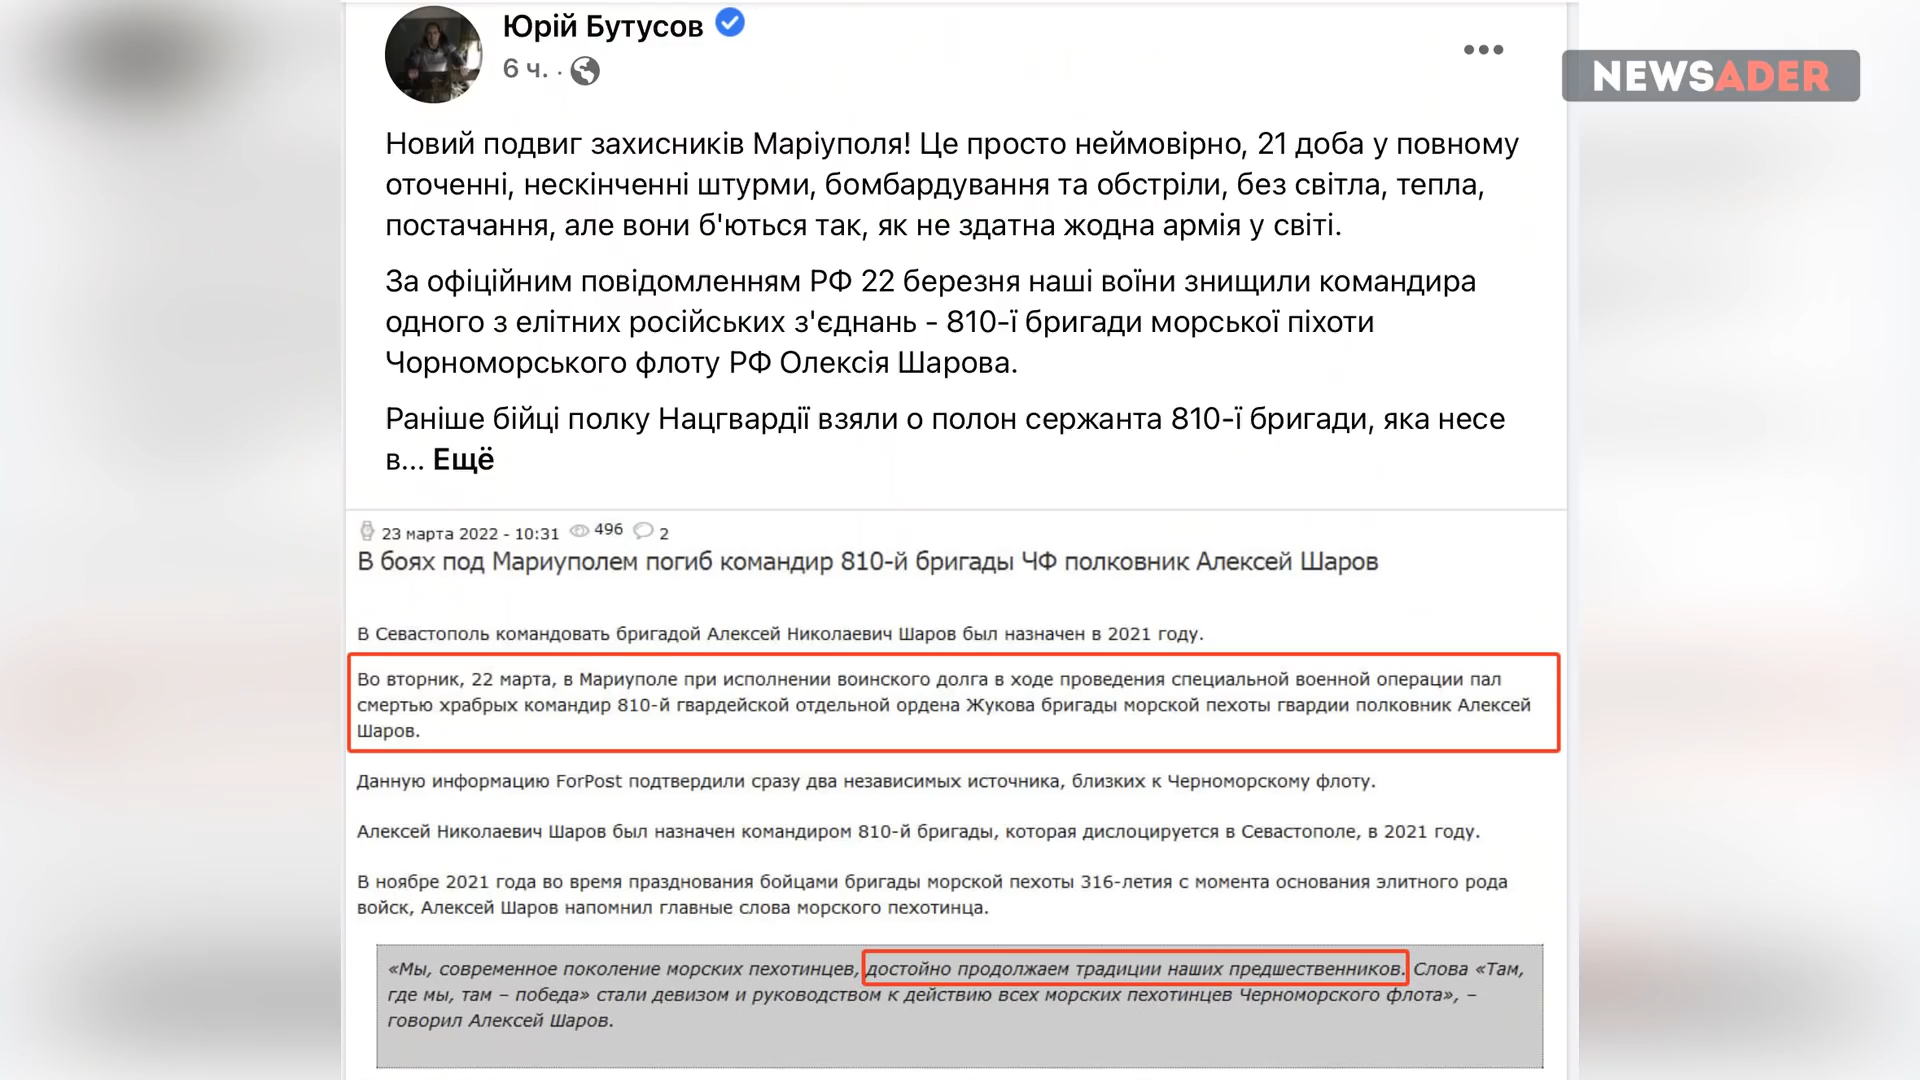 Юрій Бутусов
6 ч. ·
NEWSADER
Новий подвиг захисників Маріуполя! Це просто неймовірно, 21 доба у повному
оточенні, нескінченні штурми, бомбардування та обстріли, без світла, тепла,
постачання, але вони б'ються так, як не здатна жодна армія у світі.
За офіційним повідомленням РФ 22 березня наші воїни знищили командира
одного з елітних російських з'єднань - 810-ї бригади морської піхоти
Чорноморського флоту РФ Олексія Шарова.
Раніше бійці полку Нацгвардії взяли о полон сержанта 810-ї бригади, яка несе
в... Ещё
23 марта 2022 - 10:31 496 2
В боях под Мариуполем погиб командир 810-й бригады ЧФ полковник Алексей Шаров
В Севастополь командовать бригадой Алексей Николаевич Шаров был назначен в 2021 году.
Во вторник, 22 марта, в Мариуполе при исполнении воинского долга в ходе проведения специальной военной операции пал
смертью храбрых командир 810-й гвардейской отдельной ордена Жукова бригады морской пехоты гвардии полковник Алексей
Шаров.
Данную информацию ForPost подтвердили сразу два независимых источника, близких к Черноморскому флоту.
Алексей Николаевич Шаров был назначен командиром 810-й бригады, которая дислоцируется в Севастополе, в 2021 году.
В ноябре 2021 года во время празднования бойцами бригады морской пехоты 316-летия с момента основания элитного рода
войск, Алексей Шаров напомнил главные слова морского пехотинца.
«Мы, современное поколение морских пехотинцев, достойно продолжаем традиции наших предшественников. Слова «Там,
где мы, там – победа» стали девизом и руководством к действию всех морских пехотинцев Черноморского флота», –
говорил Алексей Шаров.